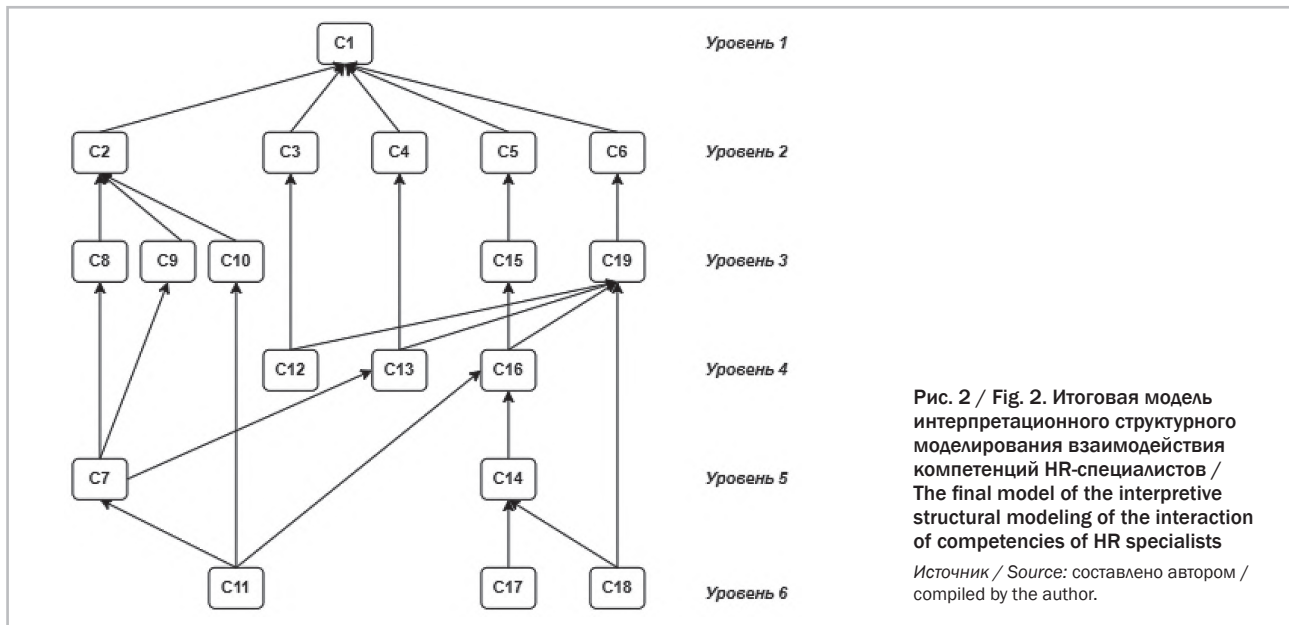 C1
Уровень 1
C2
C3
C4
C5
C6
Уровень 2
C8
C9
C10
C15
C19
Уровень 3
C12
C13
C16
Уровень 4
C7
C14
Уровень 5
C11
C17
C18
Уровень 6
Рис. 2 / Fig. 2. Итоговая модель
интерпретационного структурного
моделирования взаимодействия
компетенций HR-специалистов /
The final model of the interpretive
structural modeling of the interaction
of competencies of HR specialists
Источник / Source: составлено автором /
compiled by the author.